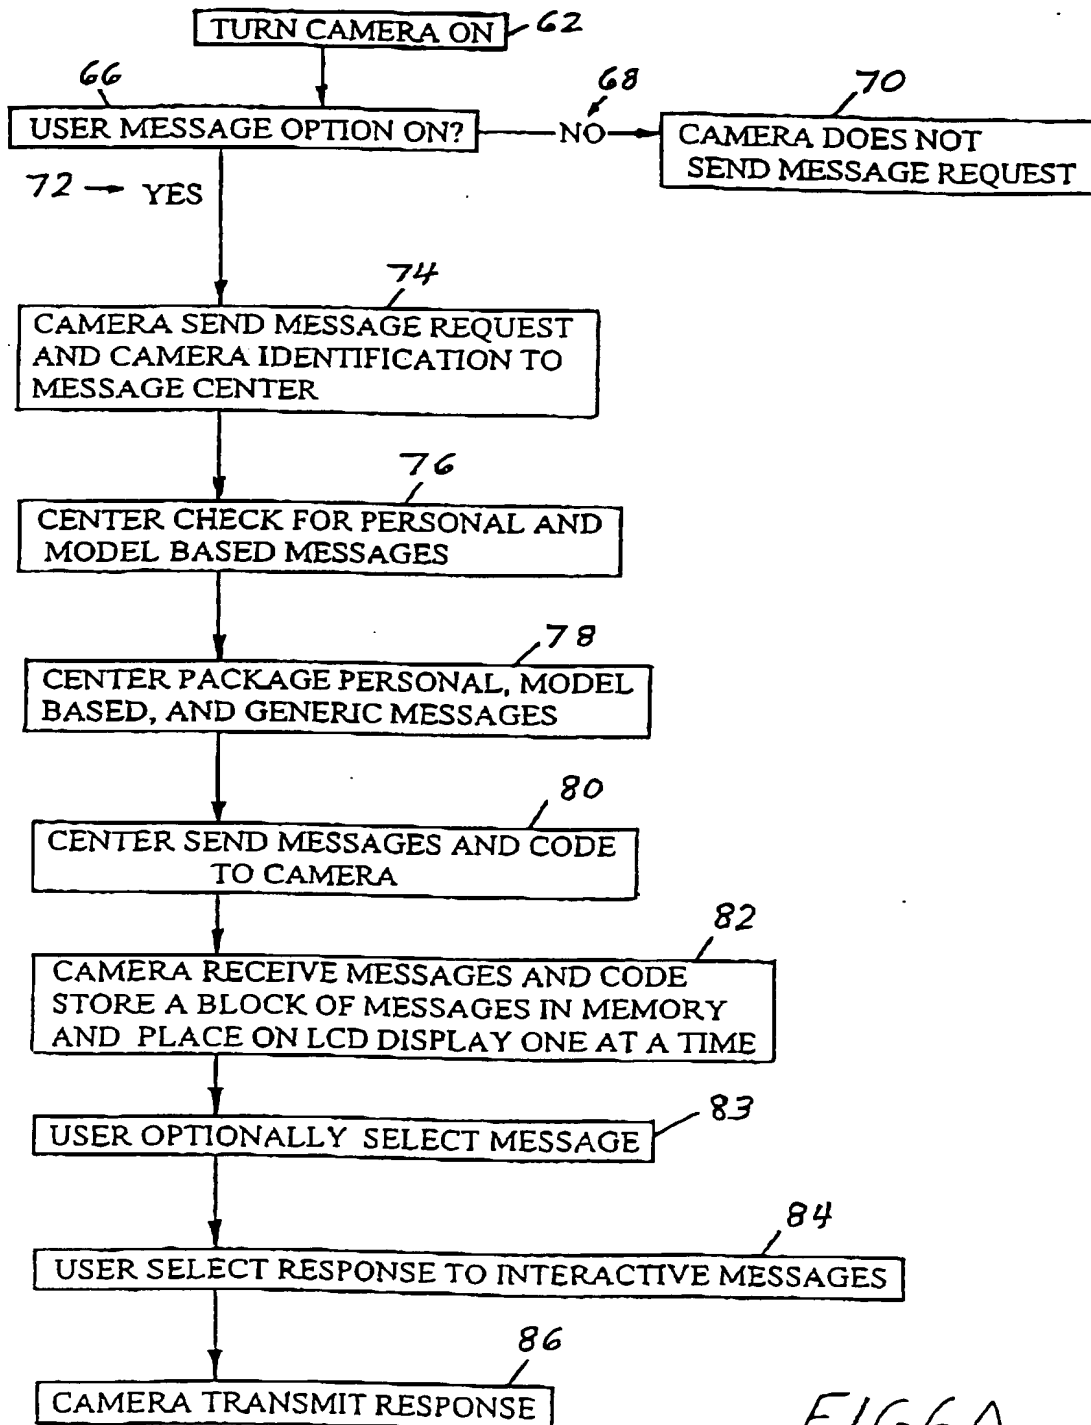 TURN CAMERA ON
62
66
USER MESSAGE OPTION ON?
68
NO
70
CAMERA DOES NOT
SEND MESSAGE REQUEST
72
YES
74
CAMERA SEND MESSAGE REQUEST
AND CAMERA IDENTIFICATION TO
MESSAGE CENTER
76
CENTER CHECK FOR PERSONAL AND
MODEL BASED MESSAGES
78
CENTER PACKAGE PERSONAL, MODEL
BASED, AND GENERIC MESSAGES
80
CENTER SEND MESSAGES AND CODE
TO CAMERA
82
CAMERA RECEIVE MESSAGES AND CODE
STORE A BLOCK OF MESSAGES IN MEMORY
AND PLACE ON LCD DISPLAY ONE AT A TIME
83
USER OPTIONALLY SELECT MESSAGE
84
USER SELECT RESPONSE TO INTERACTIVE MESSAGES
86
CAMERA TRANSMIT RESPONSE
FIG 6A